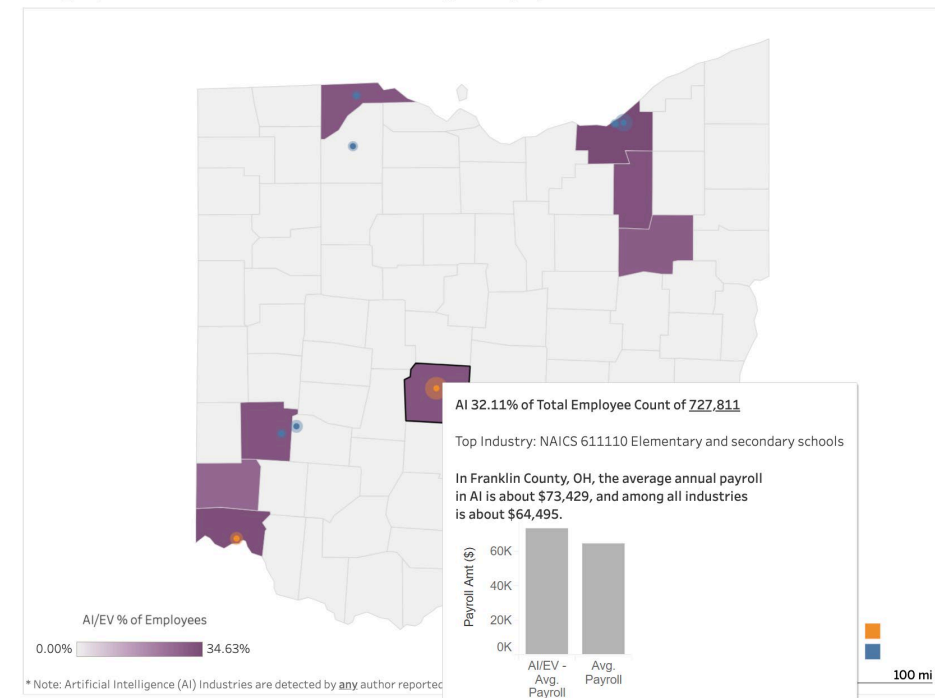 AI 32.11% of Total Employee Count of 727,811
Top Industry: NAICS 611110 Elementary and secondary schools
In Franklin County, OH, the average annual payroll
in AI is about $73,429, and among all industries
is about $64,495.
Payroll Amt ($)
60K
40K
20K
0K
AI/EV -
Avg.
Payroll
Avg.
Payroll
AI/EV % of Employees
0.00%
34.63%
* Note: Artificial Intelligence (AI) Industries are detected by any author reported
100 mi